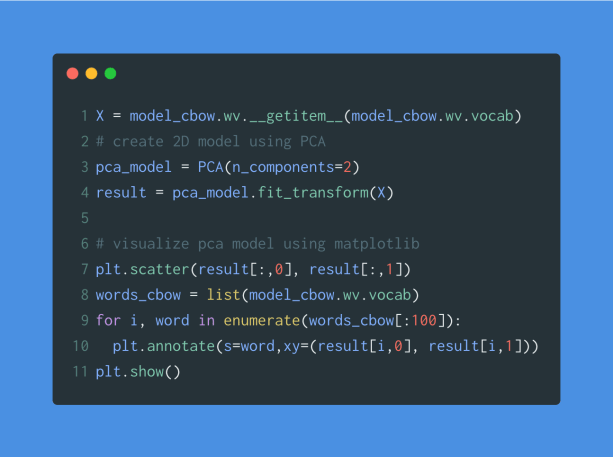 1 X = model_cbow.wv.__getitem__(model_cbow.wv.vocab)
2 # create 2D model using PCA
3 pca_model = PCA(n_components=2)
4 result = pca_model.fit_transform(X)
5
6 # visualize pca model using matplotlib
7 plt.scatter(result[:,0], result[:,1])
8 words_cbow = list(model_cbow.wv.vocab)
9 for i, word in enumerate(words_cbow[:100]):
10   plt.annotate(s=word,xy=(result[i,0], result[i,1]))
11 plt.show()